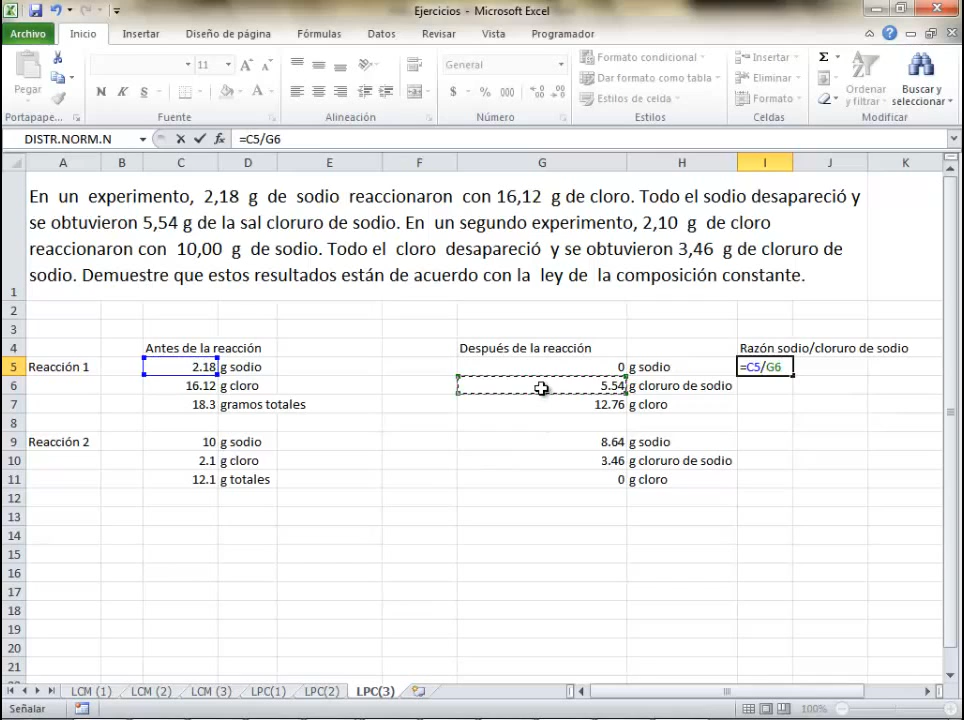 Ejercicios - Microsoft Excel
Archivo Inicio Insertar Diseño de página Fórmulas Datos Revisar Vista Programador
Pegar
N K S
11 A A
A
General
$ % 000
Formato condicional
Dar formato como tabla
Estilos de celda
Insertar
Eliminar
Formato
Σ
Ordenar y filtrar
Buscar y seleccionar
Portapape... Fuente Alineación Número Estilos Celdas Modificar
DISTR.NORM.N fx =C5/G6
A B C D E F G H I J K
En un experimento, 2,18 g de sodio reaccionaron con 16,12 g de cloro. Todo el sodio desapareció y
se obtuvieron 5,54 g de la sal cloruro de sodio. En un segundo experimento, 2,10 g de cloro
reaccionaron con 10,00 g de sodio. Todo el cloro desapareció y se obtuvieron 3,46 g de cloruro de
1 sodio. Demuestre que estos resultados están de acuerdo con la ley de la composición constante.
2
3
4 Antes de la reacción Después de la reacción Razón sodio/cloruro de sodio
5 Reacción 1 2.18 g sodio 0 g sodio =C5/G6
6 16.12 g cloro 5.54 g cloruro de sodio
7 18.3 gramos totales 12.76 g cloro
8
9 Reacción 2 10 g sodio 8.64 g sodio
10 2.1 g cloro 3.46 g cloruro de sodio
11 12.1 g totales 0 g cloro
12
13
14
15
16
17
18
19
20
21
LCM (1) LCM (2) LCM (3) LPC(1) LPC(2) LPC(3)
Señalar 100%